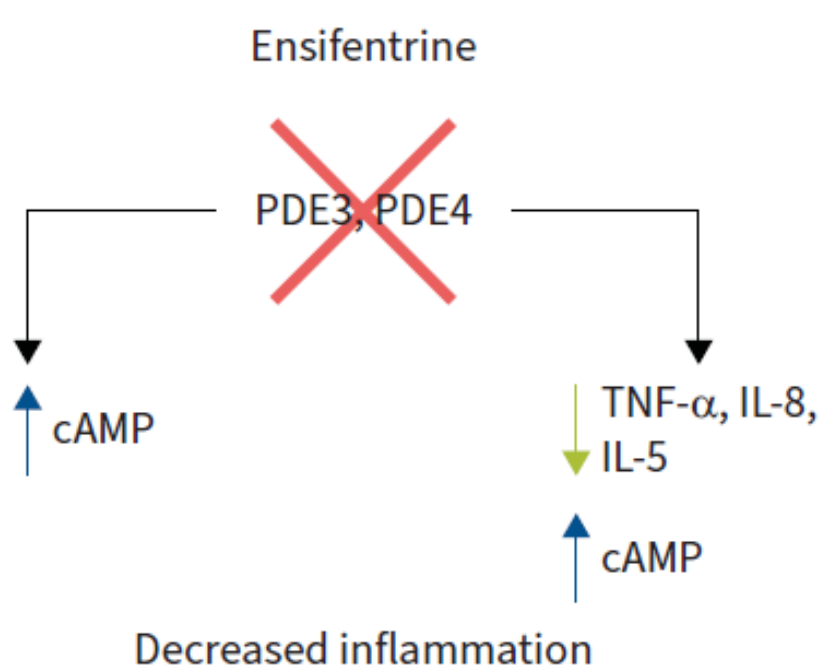 Ensifentrine
PDE3, PDE4
cAMP
TNF-α, IL-8,
IL-5
cAMP
Decreased inflammation